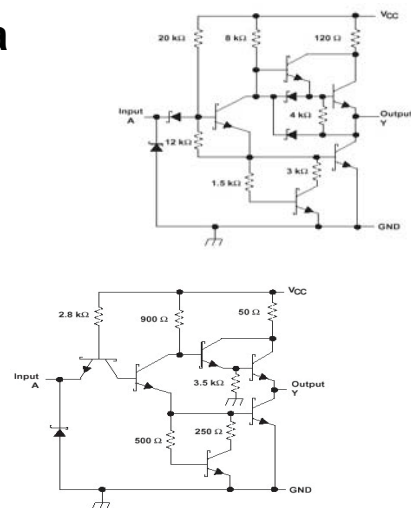 a
VCC
20 kΩ
8 kΩ
120 Ω
Input
A
4 kΩ
Output
Y
12 kΩ
3 kΩ
1.5 kΩ
GND
VCC
2.8 kΩ
900 Ω
50 Ω
Input
A
3.5 kΩ
Output
Y
500 Ω
250 Ω
GND